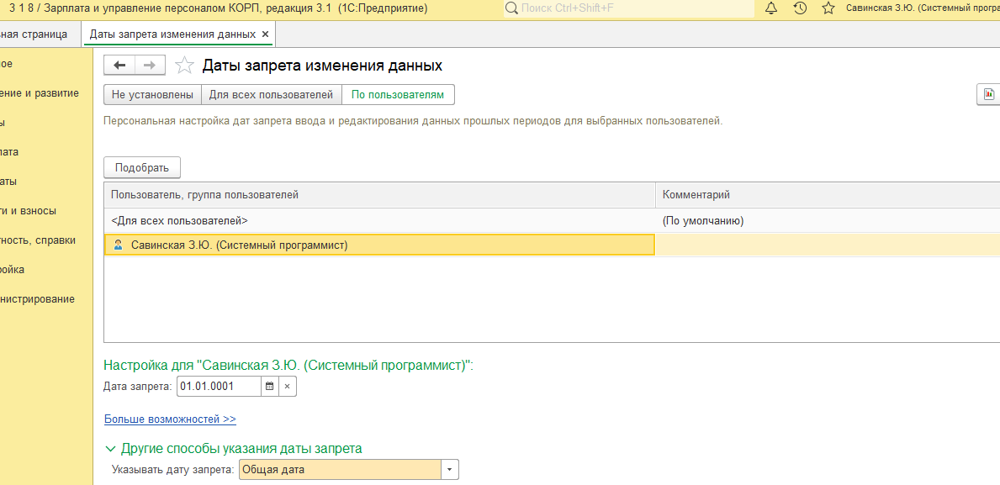 3 1 8 / Зарплата и управление персоналом КОРП, редакция 3.1 (1С:Предприятие)
Поиск Ctrl+Shift+F
Савинская З.Ю. (Системный програ
ная страница
Даты запрета изменения данных ×
ое
Даты запрета изменения данных
ение и развитие
Не установлены Для всех пользователей По пользователям
ы
Персональная настройка дат запрета ввода и редактирования данных прошлых периодов для выбранных пользователей.
лата
Подобрать
аты
Пользователь, группа пользователей Комментарий
ги и взносы
<Для всех пользователей> (По умолчанию)
ность, справки
Савинская З.Ю. (Системный программист)
ройка
нистрирование
Настройка для "Савинская З.Ю. (Системный программист)":
Дата запрета: 01.01.0001 ×
Больше возможностей >>
Другие способы указания даты запрета
Указывать дату запрета: Общая дата